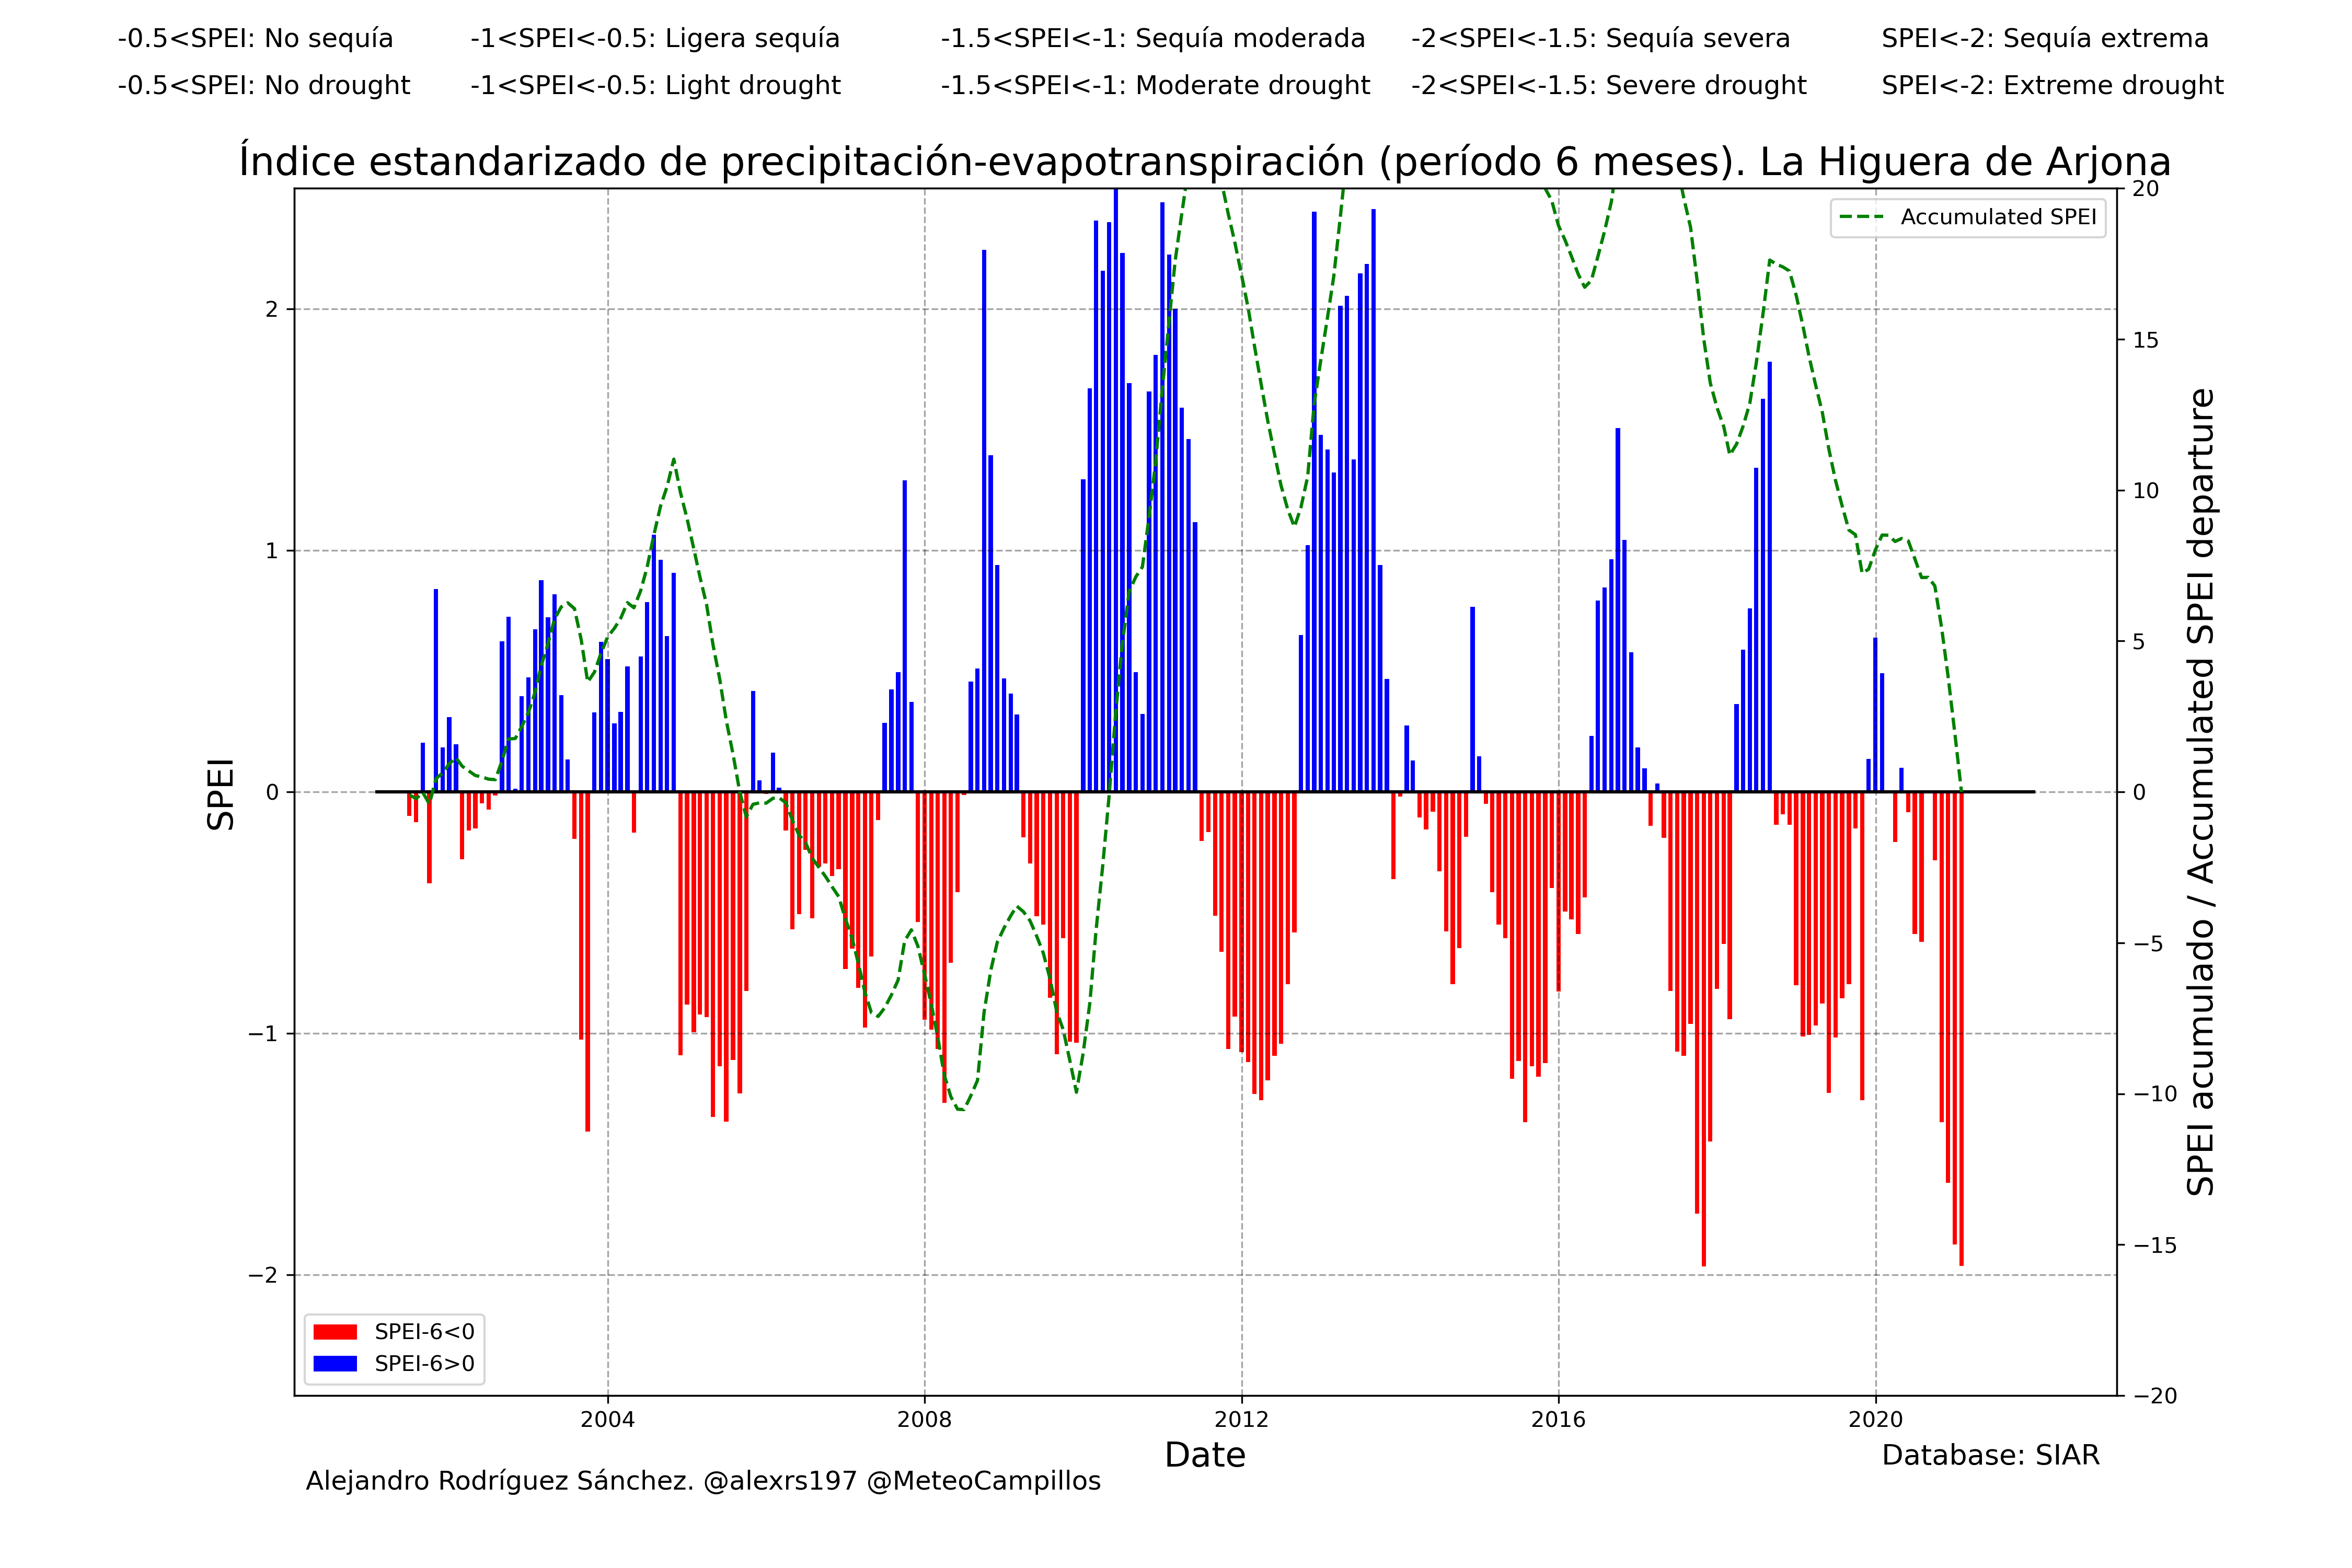 -0.5<SPEI: No sequía -1<SPEI<-0.5: Ligera sequía -1.5<SPEI<-1: Sequía moderada -2<SPEI<-1.5: Sequía severa SPEI<-2: Sequía extrema
-0.5<SPEI: No drought -1<SPEI<-0.5: Light drought -1.5<SPEI<-1: Moderate drought -2<SPEI<-1.5: Severe drought SPEI<-2: Extreme drought
Índice estandarizado de precipitación-evapotranspiración (período 6 meses). La Higuera de Arjona
Accumulated SPEI
SPEI
2
1
0
−1
−2
20
15
10
5
0
−5
−10
−15
−20
SPEI acumulado / Accumulated SPEI departure
SPEI-6<0
SPEI-6>0
2004 2008 2012 2016 2020
Date
Database: SIAR
Alejandro Rodríguez Sánchez. @alexrs197 @MeteoCampillos